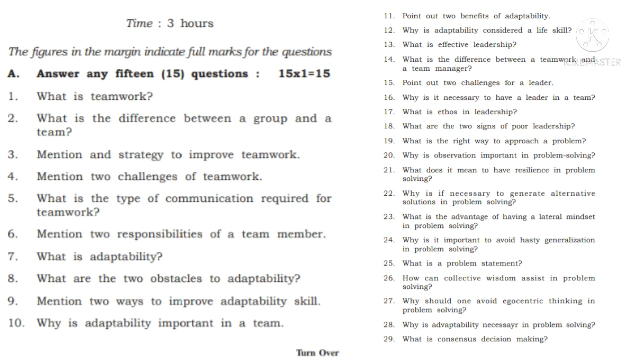 Time : 3 hours
The figures in the margin indicate full marks for the questions
A. Answer any fifteen (15) questions : 15x1=15
1. What is teamwork?
2. What is the difference between a group and a
team?
3. Mention and strategy to improve teamwork.
4. Mention two challenges of teamwork.
5. What is the type of communication required for
teamwork?
6. Mention two responsibilities of a team member.
7. What is adaptability?
8. What are the two obstacles to adaptability?
9. Mention two ways to improve adaptability skill.
10. Why is adaptability important in a team.
Turn Over
11. Point out two benefits of adaptability.
12. Why is adaptability considered a life skill?
13. What is effective leadership?
14. What is the difference between a teamwork and
a team manager?
15. Point out two challenges for a leader.
16. Why is it necessary to have a leader in a team?
17. What is ethos in leadership?
18. What are the two signs of poor leadership?
19. What is the right way to approach a problem?
20. Why is observation important in problem-solving?
21. What does it mean to have resilience in problem
solving?
22. Why is if necessary to generate alternative
solutions in problem solving?
23. What is the advantage of having a lateral mindset
in problem solving?
24. Why is it important to avoid hasty generalization
in problem solving?
25. What is a problem statement?
26. How can collective wisdom assist in problem
solving?
27. Why should one avoid egocentric thinking in
problem solving?
28. Why is advaptability necessayr in problem solving?
29. What is consensus decision making?